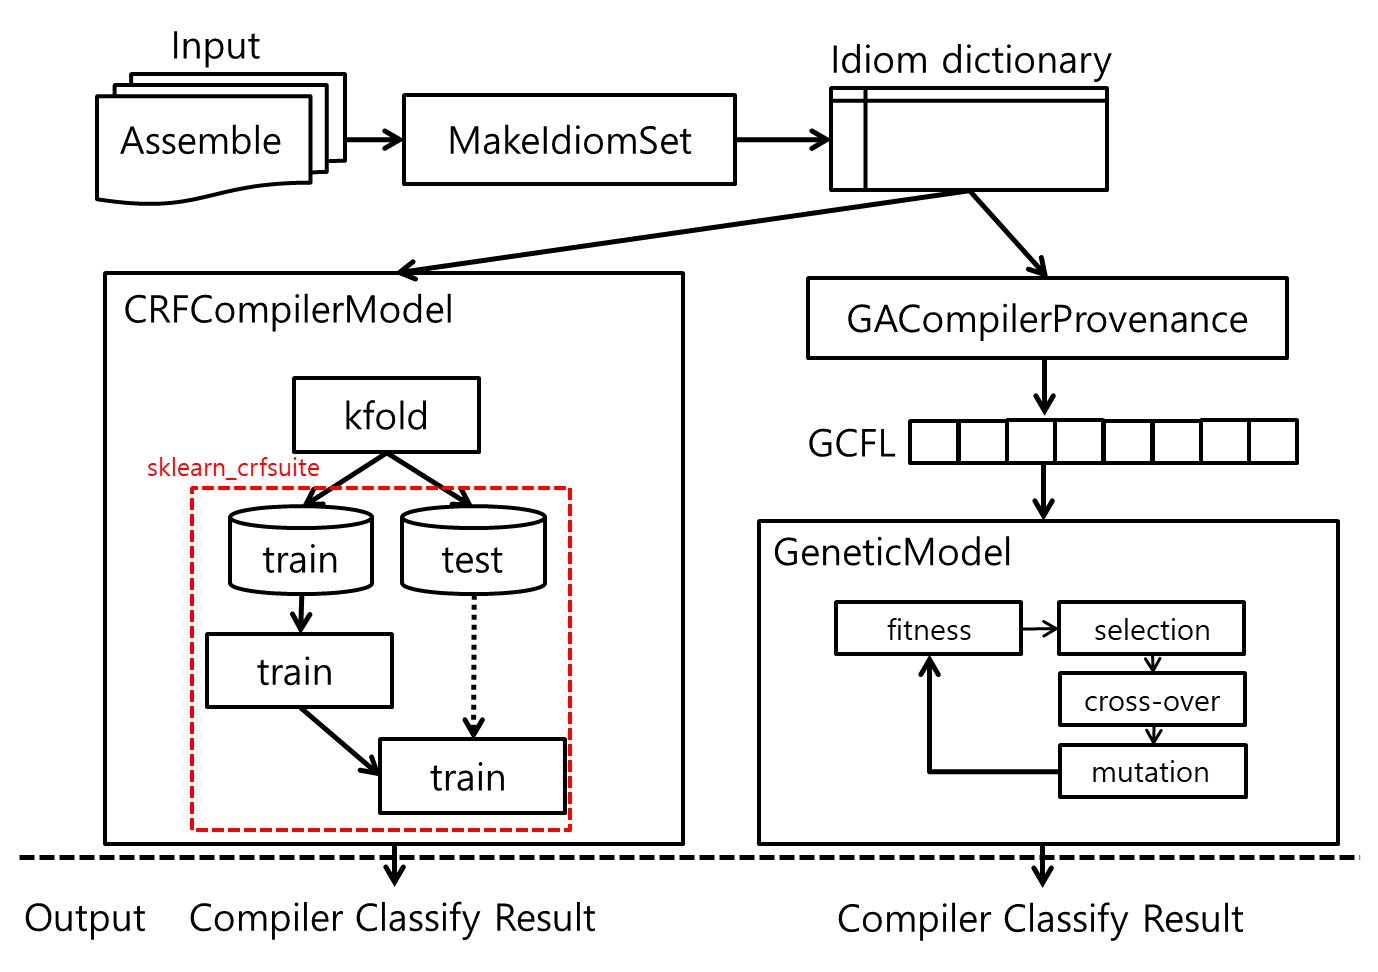 Input
Idiom dictionary
Assemble
MakeIdiomSet
CRFCompilerModel
kfold
sklearn_crfsuite
train
test
train
train
GACompilerProvenance
GCFL
GeneticModel
fitness
selection
cross-over
mutation
Output
Compiler Classify Result
Compiler Classify Result